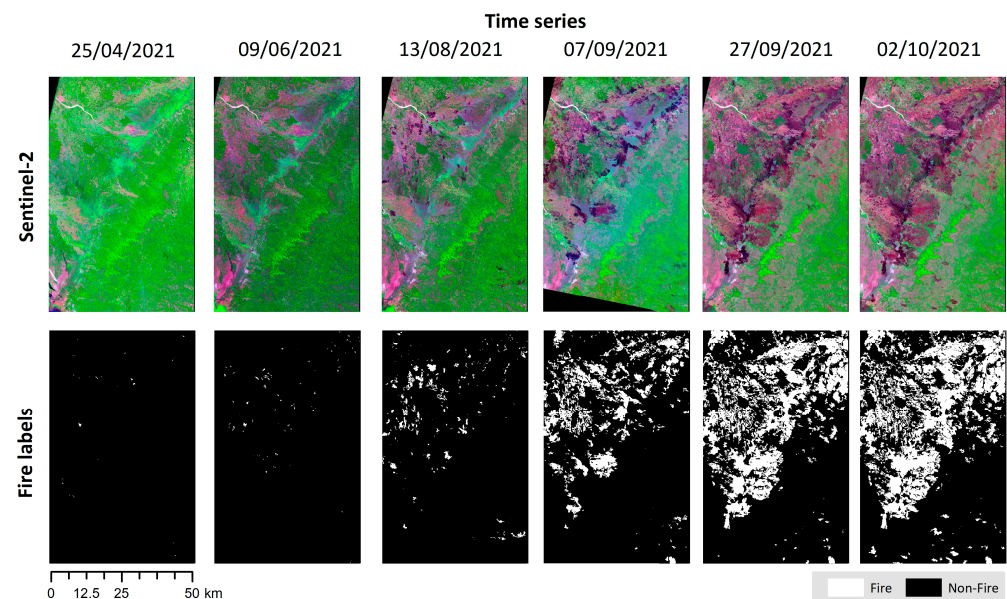 Time series
25/04/2021 09/06/2021 13/08/2021 07/09/2021 27/09/2021 02/10/2021
Sentinel-2
Fire labels
0 12.5 25 50 km
Fire Non-Fire